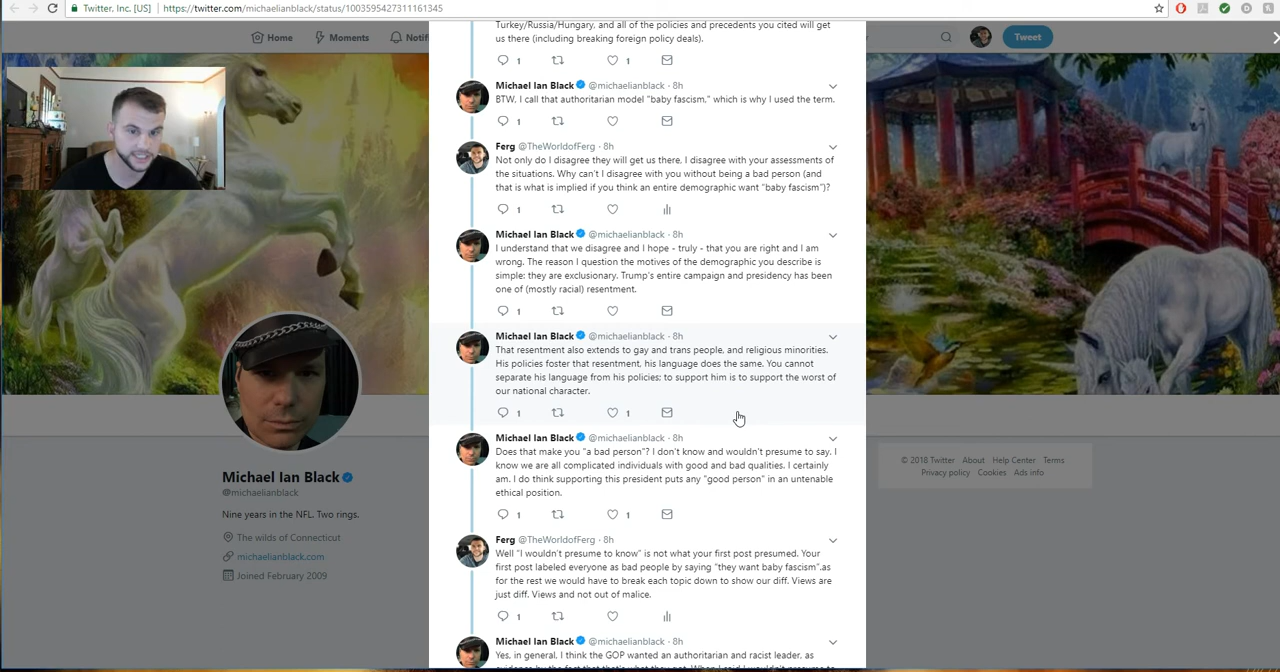 Twitter, Inc. [US]
https://twitter.com/michaelianblack/status/1003595427311161345
Home
Moments
Notifi
Tweet
Turkey/Russia/Hungary, and all of the policies and precedents you cited will get
us there (including breaking foreign policy deals).
1 1
Michael Ian Black @michaelianblack · 8h
BTW, I call that authoritarian model "baby fascism," which is why I used the term.
1
Ferg @TheWorldofFerg · 8h
Not only do I disagree they will get us there, I disagree with your assessments of
the situations. Why can't I disagree with you without being a bad person (and
that is what is implied if you think an entire demographic want "baby fascism")?
1
Michael Ian Black @michaelianblack · 8h
I understand that we disagree and I hope - truly - that you are right and I am
wrong. The reason I question the motives of the demographic you describe is
simple: they are exclusionary. Trump's entire campaign and presidency has been
one of (mostly racial) resentment.
1
Michael Ian Black @michaelianblack · 8h
That resentment also extends to gay and trans people, and religious minorities.
His policies foster that resentment, his language does the same. You cannot
separate his language from his policies: to support him is to support the worst of
our national character.
1 1
Michael Ian Black @michaelianblack · 8h
Does that make you "a bad person"? I don't know and wouldn't presume to say. I
know we are all complicated individuals with good and bad qualities. I certainly
am. I do think supporting this president puts any "good person" in an untenable
ethical position.
1 1
Ferg @TheWorldofFerg · 8h
Well "I wouldn't presume to know" is not what your first post presumed. Your
first post labeled everyone as bad people by saying "they want baby fascism".as
for the rest we would have to break each topic down to show our diff. Views are
just diff. Views and not out of malice.
1
Michael Ian Black @michaelianblack · 8h
Yes, in general, I think the GOP wanted an authoritarian and racist leader, as
Michael Ian Black
@michaelianblack
Nine years in the NFL. Two rings.
The wilds of Connecticut
michaelianblack.com
Joined February 2009
© 2018 Twitter About Help Center Terms
Privacy policy Cookies Ads info